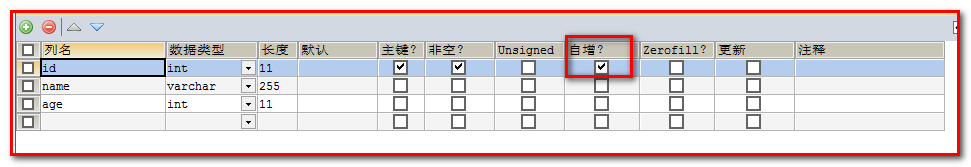 列名 数据类型 长度 默认 主键? 非空? Unsigned 自增? Zerofill? 更新 注释
id int 11
name varchar 255
age int 11